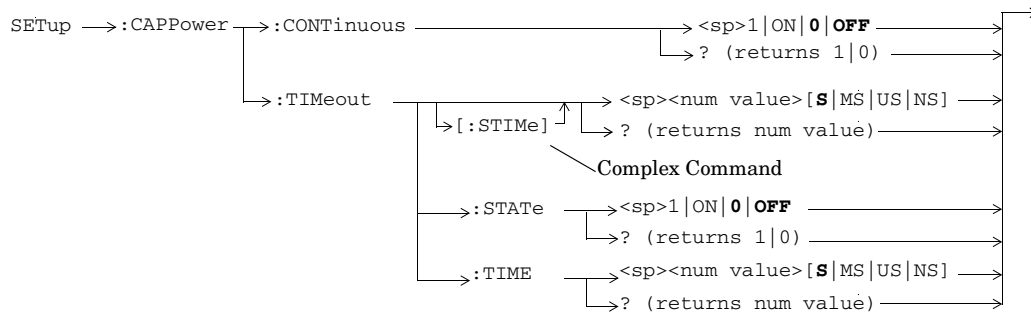 SETup :CAPPower :CONTinuous <sp>1|ON|0|OFF
? (returns 1|0)
:TIMeout <sp><num value>[S|MS|US|NS]
[:STIMe] ? (returns num value)
Complex Command
:STATe <sp>1|ON|0|OFF
? (returns 1|0)
:TIME <sp><num value>[S|MS|US|NS]
? (returns num value)